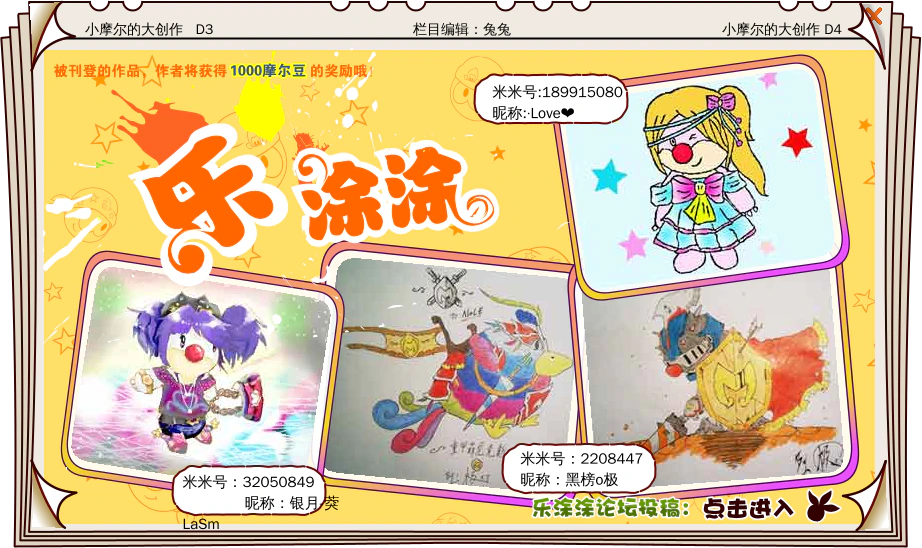 小摩尔的大创作 D3
栏目编辑：兔兔
小摩尔的大创作 D4
被刊登的作品，作者将获得1000摩尔豆 的奖励哦!
米米号:189915080
昵称:·Love❤
乐 涂涂
米米号：32050849
昵称：银月·葵
LaSm
米米号：2208447
昵称：黑榜o极
乐涂涂论坛投稿：点击进入